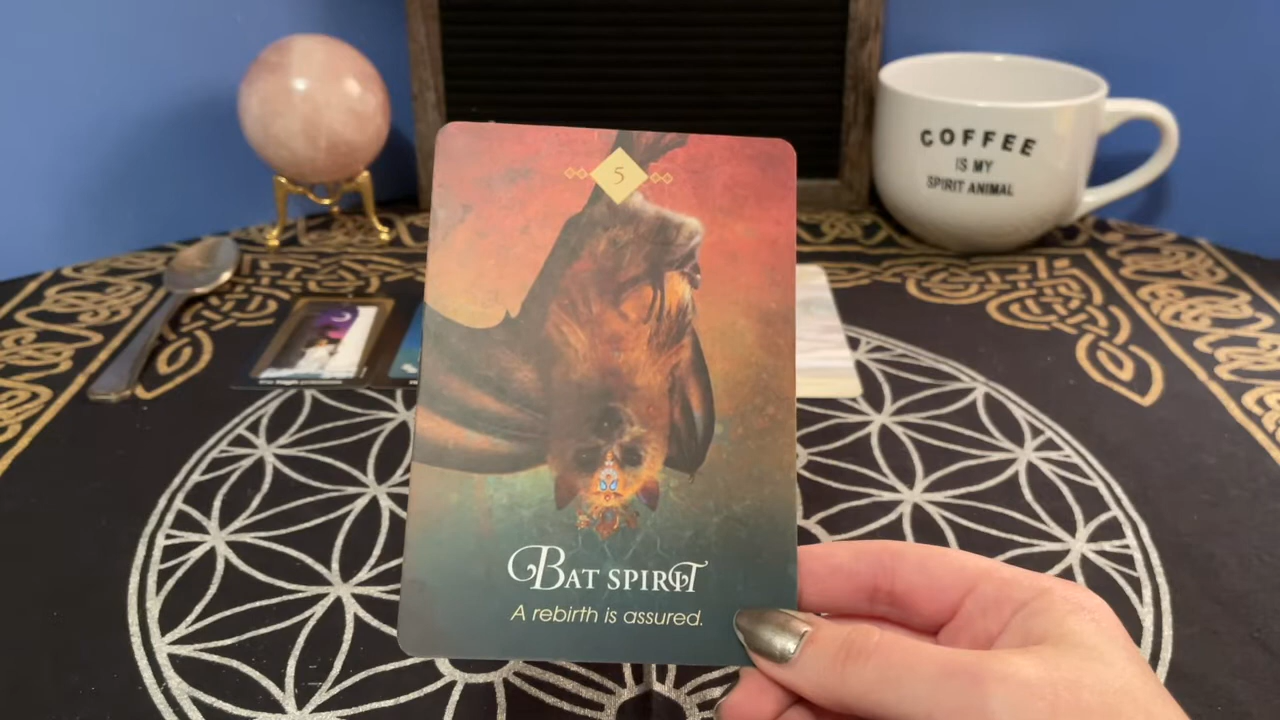 COFFEE
IS MY
SPIRIT ANIMAL
5
BAT SPIRIT
A rebirth is assured.